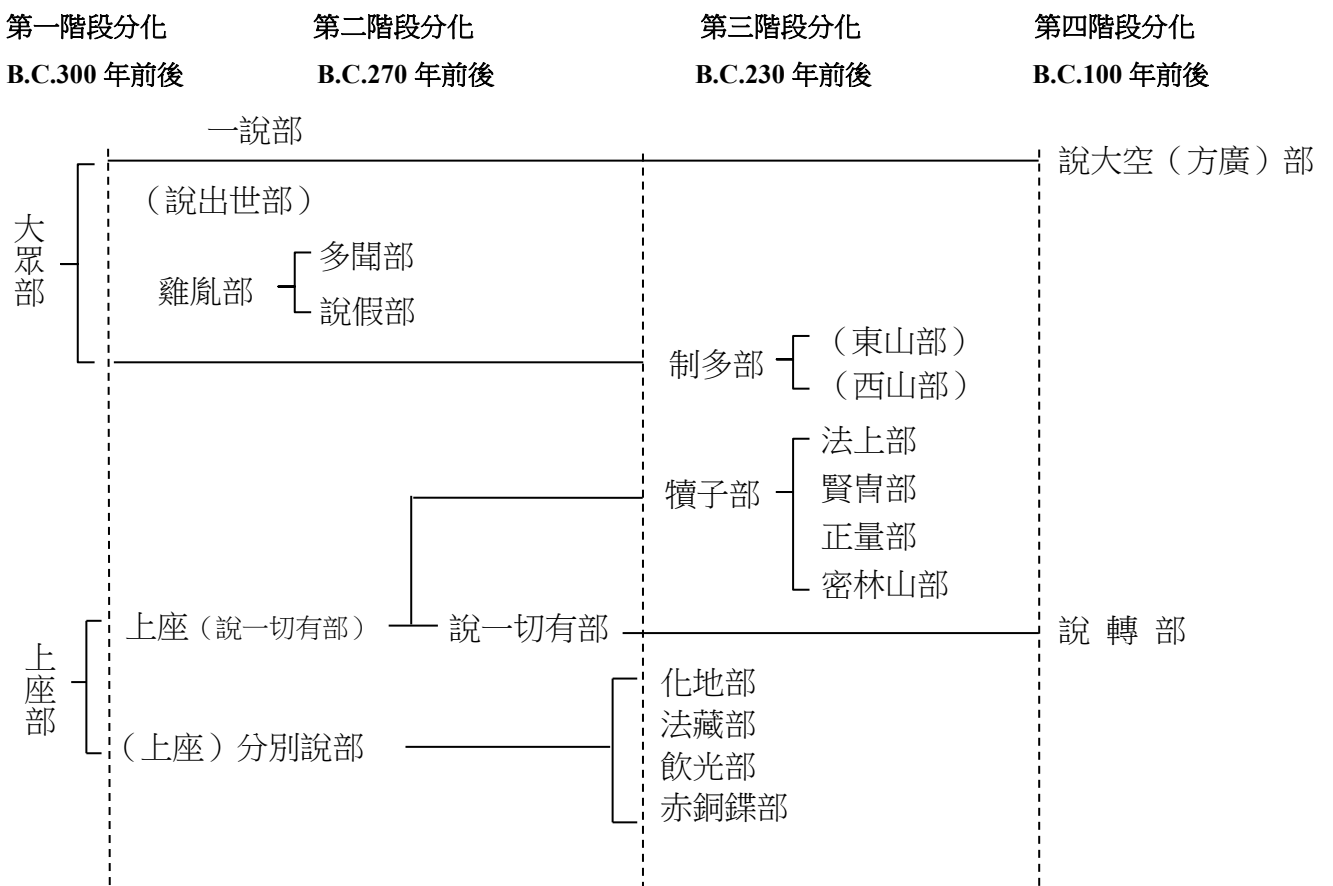 第一階段分化 第二階段分化 第三階段分化 第四階段分化
B.C.300 年前後 B.C.270 年前後 B.C.230 年前後 B.C.100 年前後
一說部
說大空（方廣）部
（說出世部）
大眾部
多聞部
雞胤部
說假部
（東山部）
制多部
（西山部）
法上部
犢子部
賢胄部
正量部
密林山部
上座（說一切有部） 說一切有部 說 轉 部
上座部
化地部
法藏部
（上座）分別說部
飲光部
赤銅鍱部